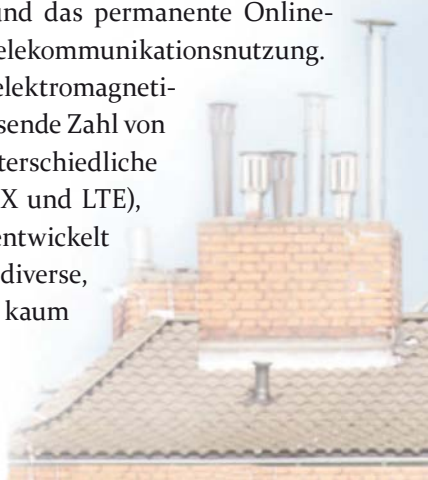 und das permanente Online-
elekommunikationsnutzung.
elektromagneti-
sende Zahl von
terschiedliche
X und LTE),
entwickelt
diverse,
kaum